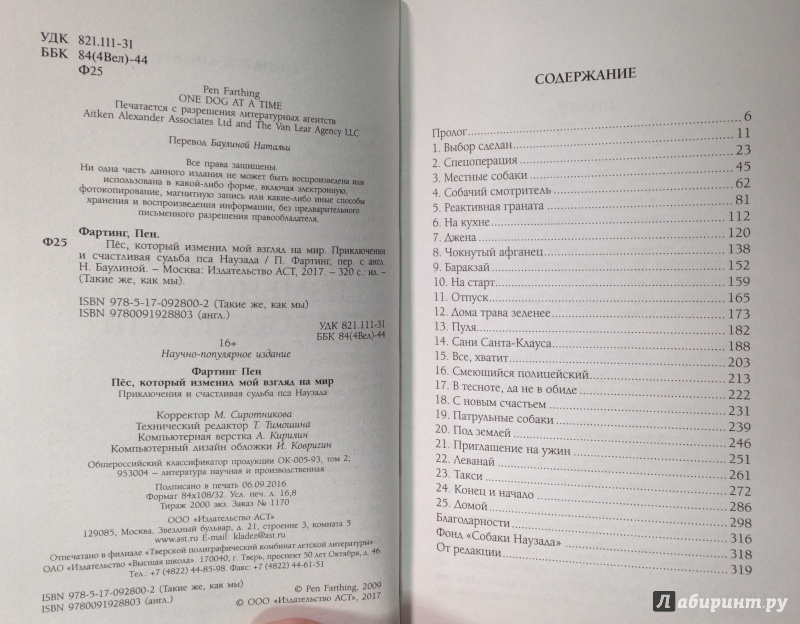 УДК 821.111-31
ББК 84(4Вел)-44
Ф25
Pen Farthing
ONE DOG AT A TIME
Печатается с разрешения литературных агентств
Aitken Alexander Associates Ltd and The Van Lear Agency LLC
Перевод Баулиной Натальи
Все права защищены.
Ни одна часть данного издания не может быть воспроизведена или
использована в какой-либо форме, включая электронную,
фотокопирование, магнитную запись или какие-либо иные способы
хранения и воспроизведения информации, без предварительного
письменного разрешения правообладателя.
Фартинг, Пен.
Ф25 Пёс, который изменил мой взгляд на мир. Приключения
и счастливая судьба пса Наузада / П. Фартинг, пер. с англ.
Н. Баулиной. – Москва: Издательство АСТ, 2017. – 320 с.: ил. –
(Такие же, как мы).
ISBN 978-5-17-092800-2 (Такие же, как мы)
ISBN 9780091928803 (англ.)
УДК 821.111-31
ББК 84(4Вел)-44
16+
Научно-популярное издание
Фартинг Пен
Пёс, который изменил мой взгляд на мир
Приключения и счастливая судьба пса Наузада
Корректор М. Сиротникова
Технический редактор Т. Тимошина
Компьютерная верстка А. Кирилин
Компьютерный дизайн обложки И. Ковригин
Общероссийский классификатор продукции ОК-005-93, том 2;
953004 – литература научная и производственная
Подписано в печать 06.09.2016.
Формат 84x108/32. Усл. печ. л. 16,8
Тираж 2000 экз. Заказ № 1170
ООО «Издательство АСТ»
129085, Москва, Звездный бульвар, д. 21, строение 3, комната 5
www.ast.ru E-mail: kladez@ast.ru
Отпечатано в филиале «Тверской полиграфический комбинат детской литературы»
ОАО «Издательство «Высшая школа». 170040, г. Тверь, проспект 50 лет Октября, д. 46
Тел.: +7 (4822) 44-85-98. Факс: +7 (4822) 44-61-51
ISBN 978-5-17-092800-2 (Такие же, как мы)
ISBN 9780091928803 (англ.)
© Pen Farthing, 2009
© ООО «Издательство АСТ», 2017
СОДЕРЖАНИЕ
Пролог 6
1. Выбор сделан 11
2. Спецоперация 23
3. Местные собаки 45
4. Собачий смотритель 62
5. Реактивная граната 81
6. На кухне 112
7. Джена 120
8. Чокнутый афганец 138
9. Баракзай 152
10. На старт 159
11. Отпуск 165
12. Дома трава зеленее 173
13. Пуля 182
14. Сани Санта-Клауса 188
15. Все, хватит 203
16. Смеющийся полицейский 213
17. В тесноте, да не в обиде 222
18. С новым счастьем 231
19. Патрульные собаки 239
20. Под землей 246
21. Приглашение на ужин 251
22. Леванай 261
23. Такси 272
24. Конец и начало 286
25. Домой 298
Благодарности 316
Фонд «Собаки Наузада» 318
От редакции 319
Лабиринт.ру